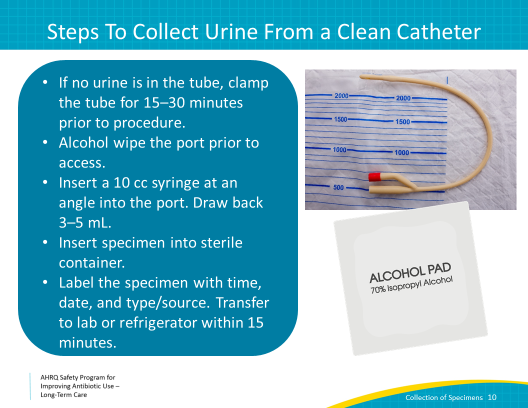 Steps To Collect Urine From a Clean Catheter
• If no urine is in the tube, clamp
the tube for 15–30 minutes
prior to procedure.
• Alcohol wipe the port prior to
access.
• Insert a 10 cc syringe at an
angle into the port. Draw back
3–5 mL.
• Insert specimen into sterile
container.
• Label the specimen with time,
date, and type/source. Transfer
to lab or refrigerator within 15
minutes.
2000 2000
1500 1500
1000 1000
500
ALCOHOL PAD
70% Isopropyl Alcohol
AHRQ Safety Program for
Improving Antibiotic Use –
Long-Term Care
Collection of Specimens 10